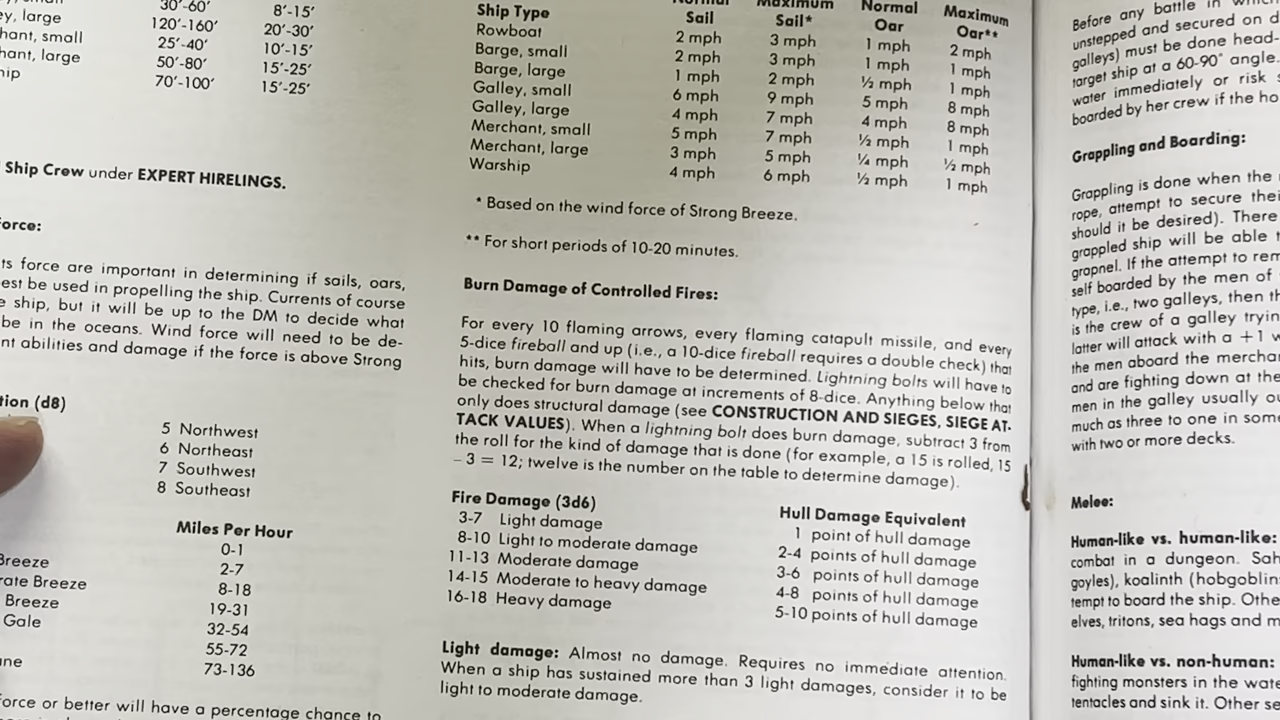 30'-60' 8'-15'
large 120'-160' 20'-30'
small 25'-40' 10'-15'
large 50'-80' 15'-25'
70'-100' 15'-25'
Ship Crew under EXPERT HIRELINGS.
ts force are important in determining if sails, oars,
est be used in propelling the ship. Currents of course
ship, but it will be up to the DM to decide what
be in the oceans. Wind force will need to be de-
nt abilities and damage if the force is above Strong
tion (d8)
5 Northwest
6 Northeast
7 Southwest
8 Southeast
Miles Per Hour
0-1
Breeze 2-7
rate Breeze 8-18
Breeze 19-31
Gale 32-54
55-72
73-136
orce or better will have a percentage chance to
Ship Type Normal Sail Maximum Sail* Normal Oar Maximum Oar**
Rowboat 2 mph 3 mph 1 mph 2 mph
Barge, small 2 mph 3 mph 1 mph 1 mph
Barge, large 1 mph 2 mph ½ mph 1 mph
Galley, small 6 mph 9 mph 5 mph 8 mph
Galley, large 4 mph 7 mph 4 mph 8 mph
Merchant, small 5 mph 7 mph ½ mph 1 mph
Merchant, large 3 mph 5 mph ¼ mph ½ mph
Warship 4 mph 6 mph ½ mph 1 mph
* Based on the wind force of Strong Breeze.
** For short periods of 10-20 minutes.
Burn Damage of Controlled Fires:
For every 10 flaming arrows, every flaming catapult missile, and every
5-dice fireball and up (i.e., a 10-dice fireball requires a double check) that
hits, burn damage will have to be determined. Lightning bolts will have to
be checked for burn damage at increments of 8-dice. Anything below that
only does structural damage (see CONSTRUCTION AND SIEGES, SIEGE AT-
TACK VALUES). When a lightning bolt does burn damage, subtract 3 from
the roll for the kind of damage that is done (for example, a 15 is rolled, 15
– 3 = 12; twelve is the number on the table to determine damage).
Fire Damage (3d6) Hull Damage Equivalent
3-7 Light damage 1 point of hull damage
8-10 Light to moderate damage 2-4 points of hull damage
11-13 Moderate damage 3-6 points of hull damage
14-15 Moderate to heavy damage 4-8 points of hull damage
16-18 Heavy damage 5-10 points of hull damage
Light damage: Almost no damage. Requires no immediate attention.
When a ship has sustained more than 3 light damages, consider it to be
light to moderate damage.
Before any battle in
unstepped and secured on
galleys) must be done head-
target ship at a 60-90° angle.
water immediately or risk
boarded by her crew if the
Grappling and Boarding:
Grappling is done when the
rope, attempt to secure
should it be desired). There
grappled ship will be able
grapnel. If the attempt to
self boarded by the men of
type, i.e., two galleys, then
is the crew of a galley
latter will attack with a +1
the men aboard the
and are fighting down at the
men in the galley usually
much as three to one in
with two or more decks.
Melee:
Human-like vs. human-like:
combat in a dungeon.
goyles), koalinth
tempt to board the ship.
elves, tritons, sea hags and
Human-like vs. non-human:
fighting monsters in the
tentacles and sink it. Other